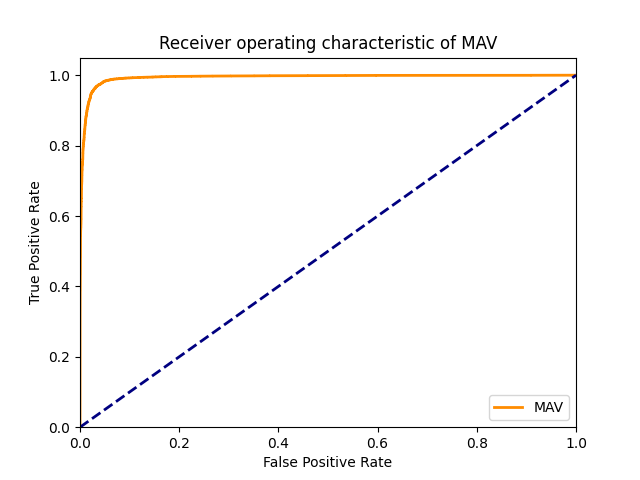 Receiver operating characteristic of MAV
True Positive Rate
1.0
0.8
0.6
0.4
0.2
0.0
MAV
0.0 0.2 0.4 0.6 0.8 1.0
False Positive Rate